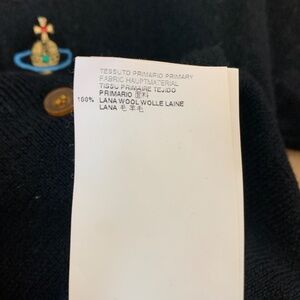 TESSUTO PRIMARIO PRIMARY
FABRIC HAUPTMATERIAL
TISSU PRIMAIRE TEJIDO
PRIMARIO 面料
100% LANA WOOL WOLLE LAINE
LANA 毛 羊毛